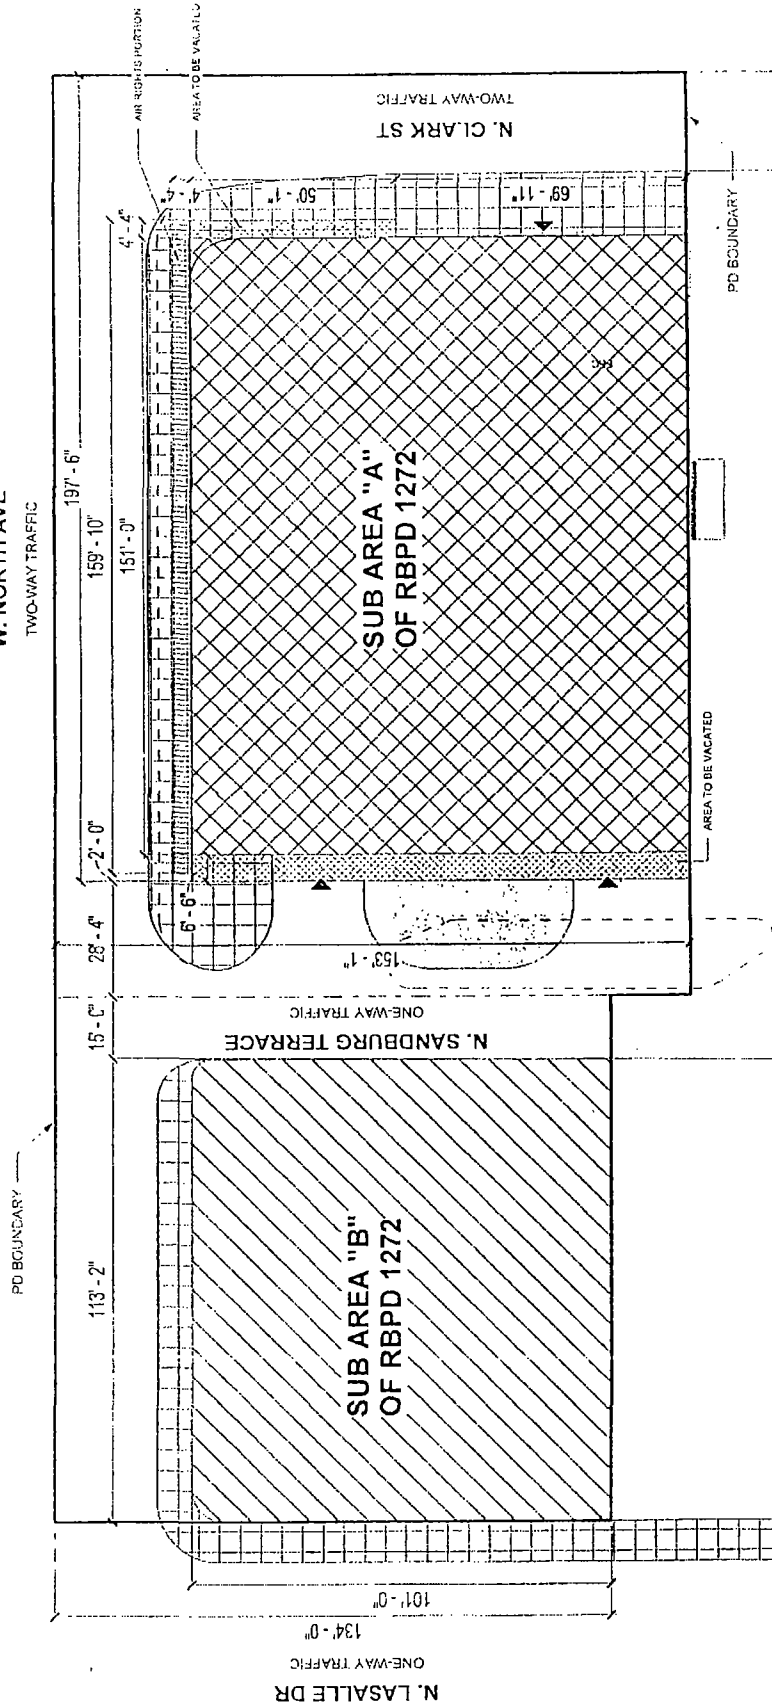 W. NORTH AVE
TWO-WAY TRAFFIC
AIR RIGHTS PORTION
AREA TO BE VACATED
N. CLARK ST
TWO-WAY TRAFFIC
PD BOUNDARY
197' - 6"
159' - 10"
151' - 0"
4' - 4"
4' - 4"
50' - 1"
69' - 11"
2' - 0"
28' - 4"
15' - 0"
113' - 2"
6' - 6"
153' - 1"
SUB AREA "A"
OF RBPD 1272
AREA TO BE VACATED
N. SANDBURG TERRACE
ONE-WAY TRAFFIC
PD BOUNDARY
SUB AREA "B"
OF RBPD 1272
101' - 0"
134' - 0"
ONE-WAY TRAFFIC
N. LASALLE DR